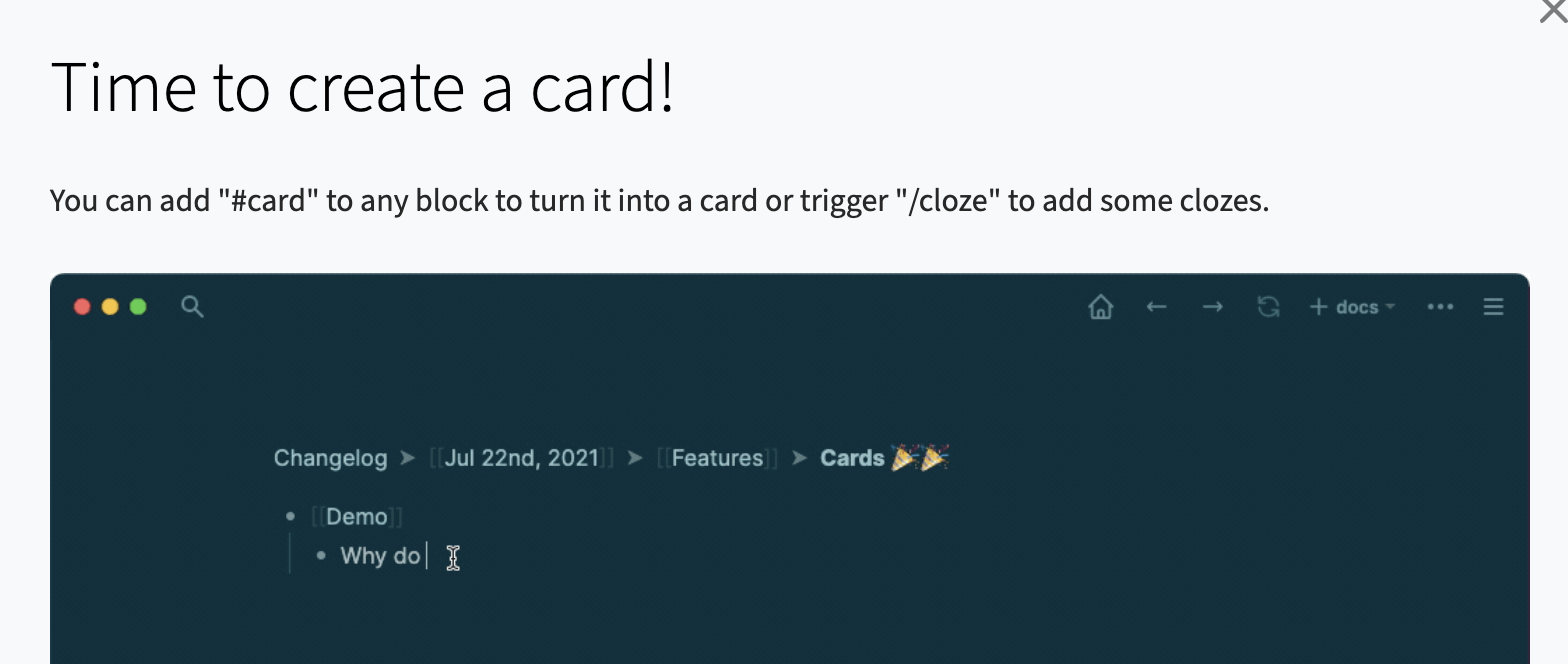 Time to create a card!
You can add "#card" to any block to turn it into a card or trigger "/cloze" to add some clozes.
docs
Changelog ➤ [[Jul 22nd, 2021]] ➤ [[Features]] ➤ Cards 🎉🎉
[[Demo]]
Why do